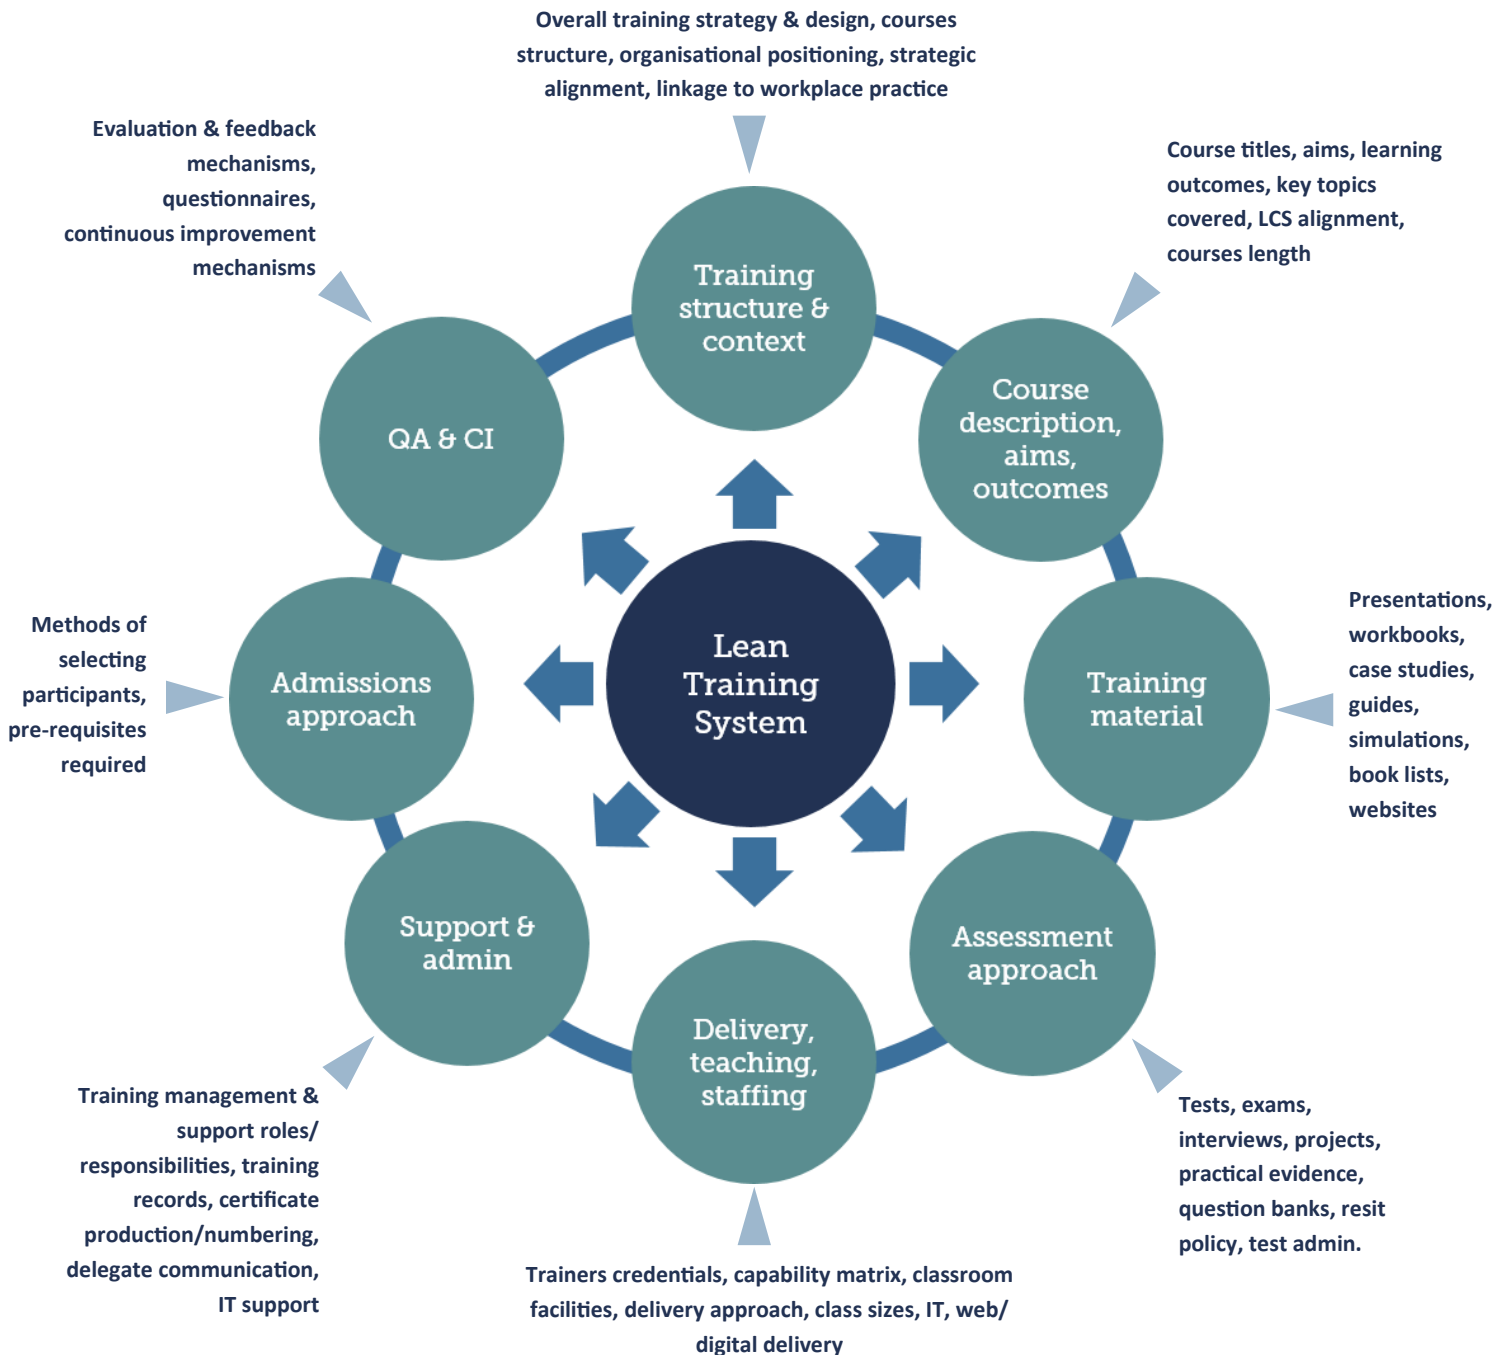 Overall training strategy & design, courses
structure, organisational positioning, strategic
alignment, linkage to workplace practice
Evaluation & feedback
mechanisms,
questionnaires,
continuous improvement
mechanisms
Course titles, aims, learning
outcomes, key topics
covered, LCS alignment,
courses length
Training
structure &
context
QA & CI
Course
description,
aims,
outcomes
Methods of
selecting
participants,
pre-requisites
required
Admissions
approach
Lean
Training
System
Training
material
Presentations,
workbooks,
case studies,
guides,
simulations,
book lists,
websites
Support &
admin
Assessment
approach
Delivery,
teaching,
staffing
Training management &
support roles/
responsibilities, training
records, certificate
production/numbering,
delegate communication,
IT support
Tests, exams,
interviews, projects,
practical evidence,
question banks, resit
policy, test admin.
Trainers credentials, capability matrix, classroom
facilities, delivery approach, class sizes, IT, web/
digital delivery